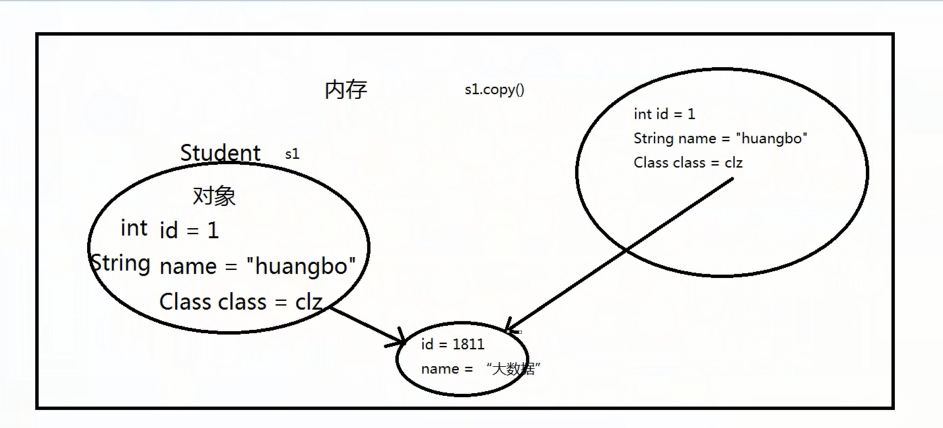 内存
s1.copy()
Student s1
对象
int id = 1
String name = "huangbo"
Class class = clz
int id = 1
String name = "huangbo"
Class class = clz
id = 1811
name = “大数据”